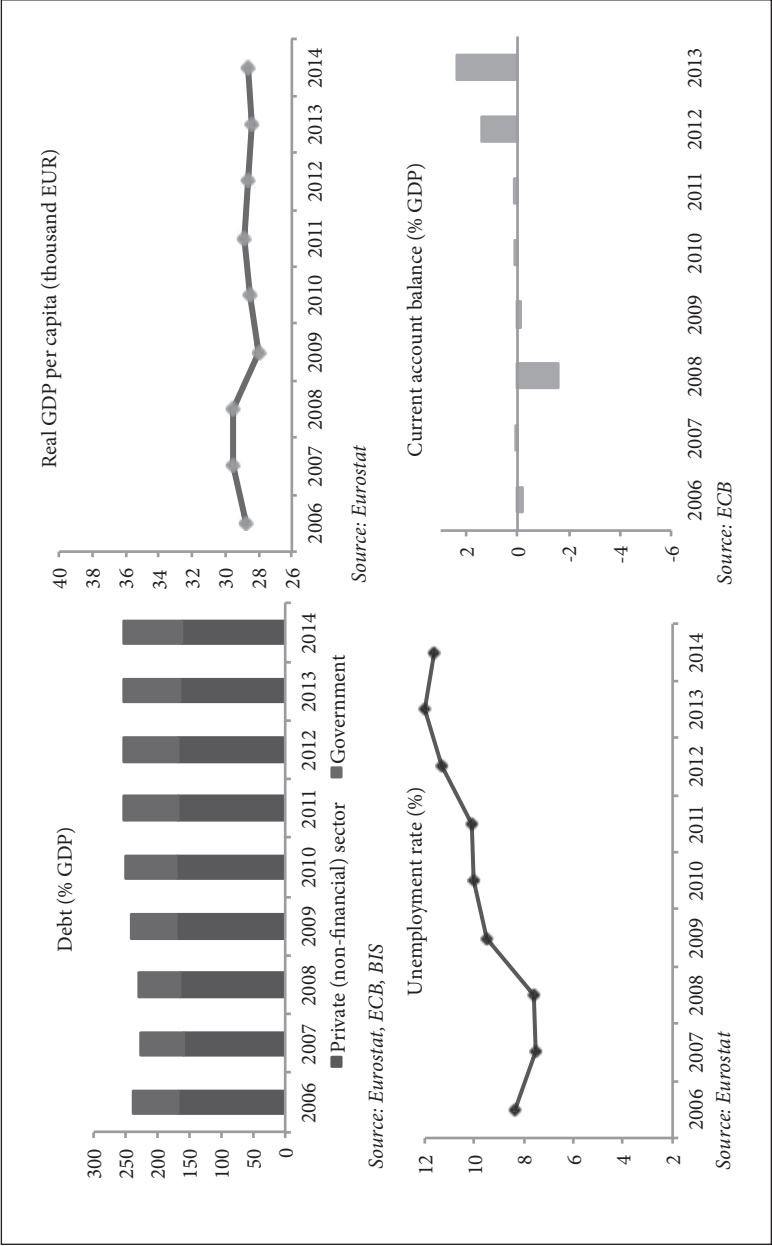 Debt (% GDP)
300
250
200
150
100
50
0
2006 2007 2008 2009 2010 2011 2012 2013 2014
Private (non-financial) sector Government
Source: Eurostat, ECB, BIS
Real GDP per capita (thousand EUR)
40
38
36
34
32
30
28
26
2006 2007 2008 2009 2010 2011 2012 2013 2014
Source: Eurostat
Unemployment rate (%)
12
10
8
6
4
2
2006 2007 2008 2009 2010 2011 2012 2013 2014
Source: Eurostat
Current account balance (% GDP)
2
0
-2
-4
-6
2006 2007 2008 2009 2010 2011 2012 2013
Source: ECB